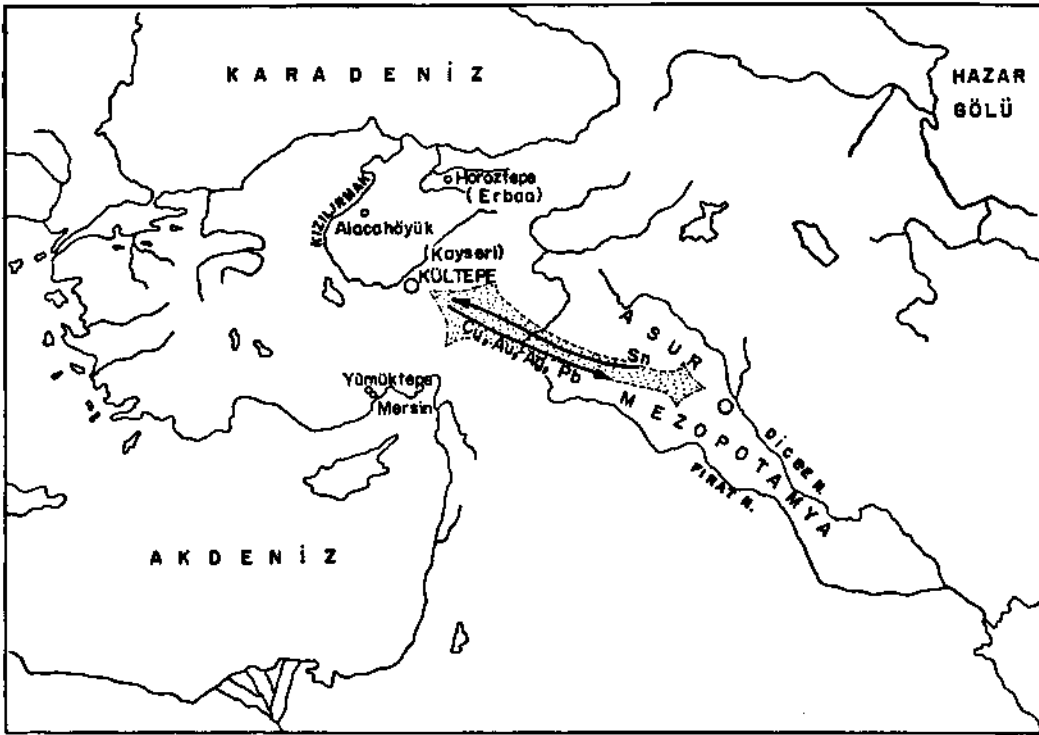 KARADENİZ
HAZAR
GÖLÜ
KIZILIRMAK
Horoztepe
(Erbaa)
Alacahöyük
(Kayseri)
KÜLTEPE
ASUR
Sn
Cu, Au, Ag, Pb
Yümüktepe
Mersin
MEZOPOTAMYA
DİCLE N.
FIRAT N.
AKDENİZ